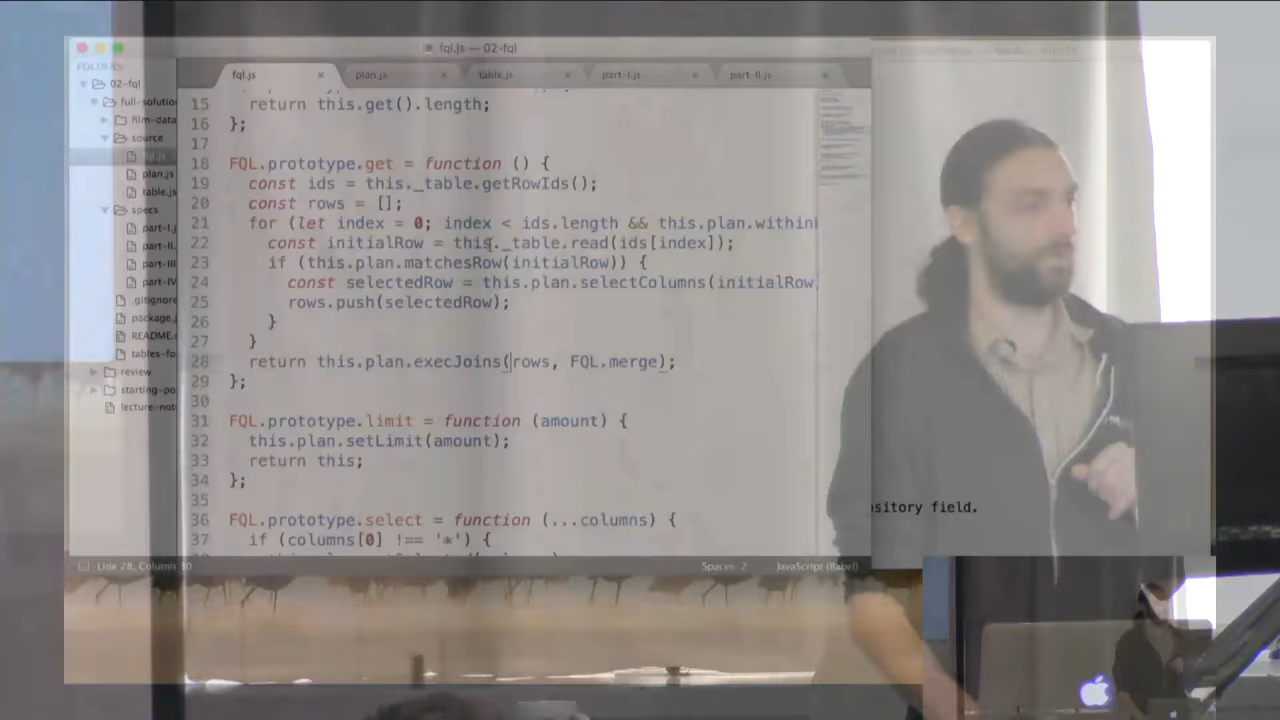 fql.js — 02-fql
FOLDERS
02-fql
full-solution
film-data
source
plan.js
table.js
specs
part-I.j
part-II.
part-III
part-IV
.gitignore
package.j
README.
tables-fo
review
starting-po
lecture-not
fql.js
plan.js
table.js
part-I.js
part-II.js
15 return this.get().length;
16 };
17
18 FQL.prototype.get = function () {
19 const ids = this._table.getRowIds();
20 const rows = [];
21 for (let index = 0; index < ids.length && this.plan.within
22 const initialRow = this._table.read(ids[index]);
23 if (this.plan.matchesRow(initialRow)) {
24 const selectedRow = this.plan.selectColumns(initialRow
25 rows.push(selectedRow);
26 }
27 }
28 return this.plan.execJoins(rows, FQL.merge);
29 };
30
31 FQL.prototype.limit = function (amount) {
32 this.plan.setLimit(amount);
33 return this;
34 };
35
36 FQL.prototype.select = function (...columns) {
37 if (columns[0] !== '*') {
sitory field.
Line 28, Column 30
Spaces: 2
JavaScript (Babel)